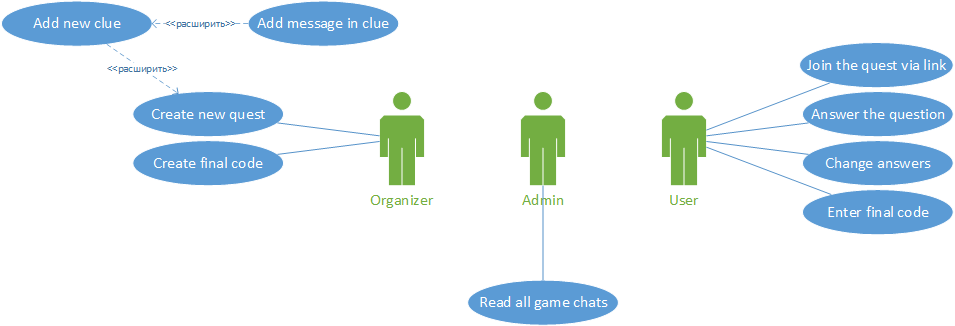 Add new clue
<<расширить>>
Add message in clue
<<расширить>>
Create new quest
Create final code
Organizer
Admin
User
Join the quest via link
Answer the question
Change answers
Enter final code
Read all game chats